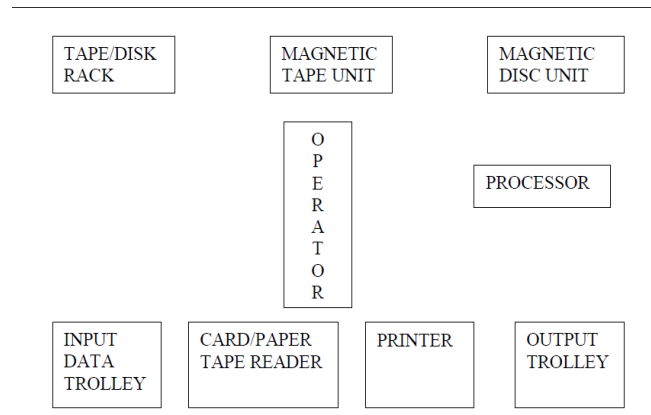 TAPE/DISK
RACK
MAGNETIC
TAPE UNIT
MAGNETIC
DISC UNIT
O
P
E
R
A
T
O
R
PROCESSOR
INPUT
DATA
TROLLEY
CARD/PAPER
TAPE READER
PRINTER
OUTPUT
TROLLEY